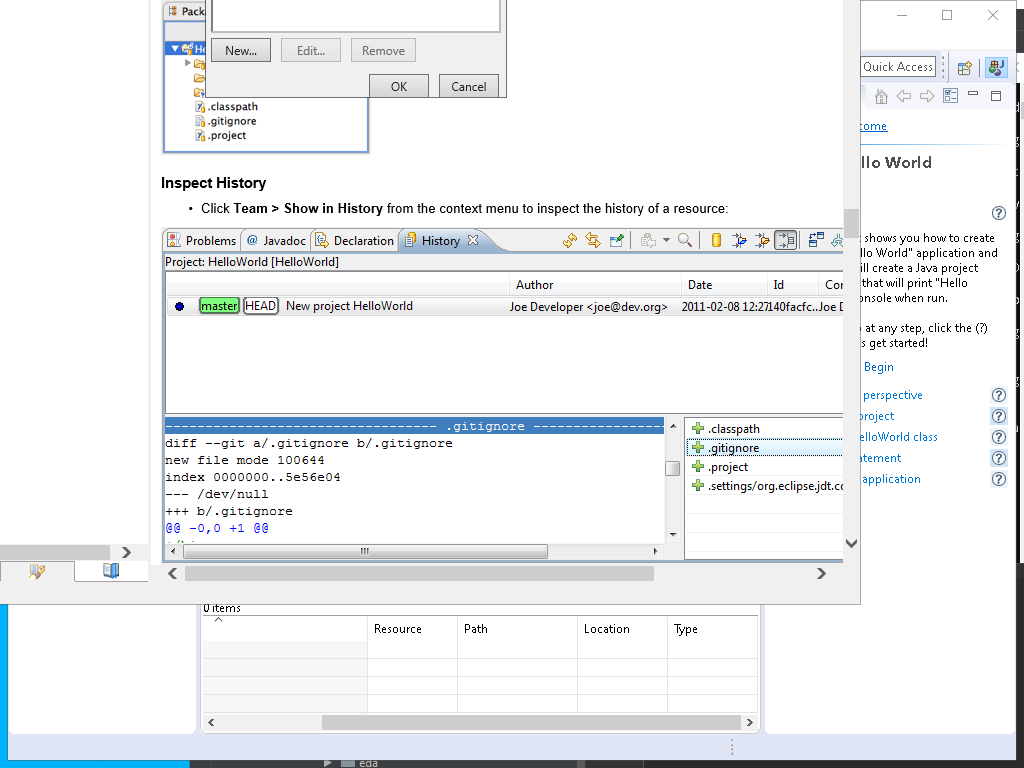 Pack
New...
Edit...
Remove
OK
Cancel
He
.classpath
.gitignore
.project
Inspect History
• Click Team > Show in History from the context menu to inspect the history of a resource:
Problems
@ Javadoc
Declaration
History
Project: HelloWorld [HelloWorld]
Author
Date
Id
Cor
master
HEAD
New project HelloWorld
Joe Developer <joe@dev.org>
2011-02-08 12:27
140facfc..
Joe D
.gitignore
diff --git a/.gitignore b/.gitignore
new file mode 100644
index 0000000..5e56e04
--- /dev/null
+++ b/.gitignore
@@ -0,0 +1 @@
.classpath
.gitignore
.project
.settings/org.eclipse.jdt.co
Quick Access
ome
llo World
shows you how to create
llo World" application and
ill create a Java project
that will print "Hello
onsole when run.
at any step, click the (?)
s get started!
Begin
perspective
project
elloWorld class
atement
application
0 items
Resource
Path
Location
Type
eda